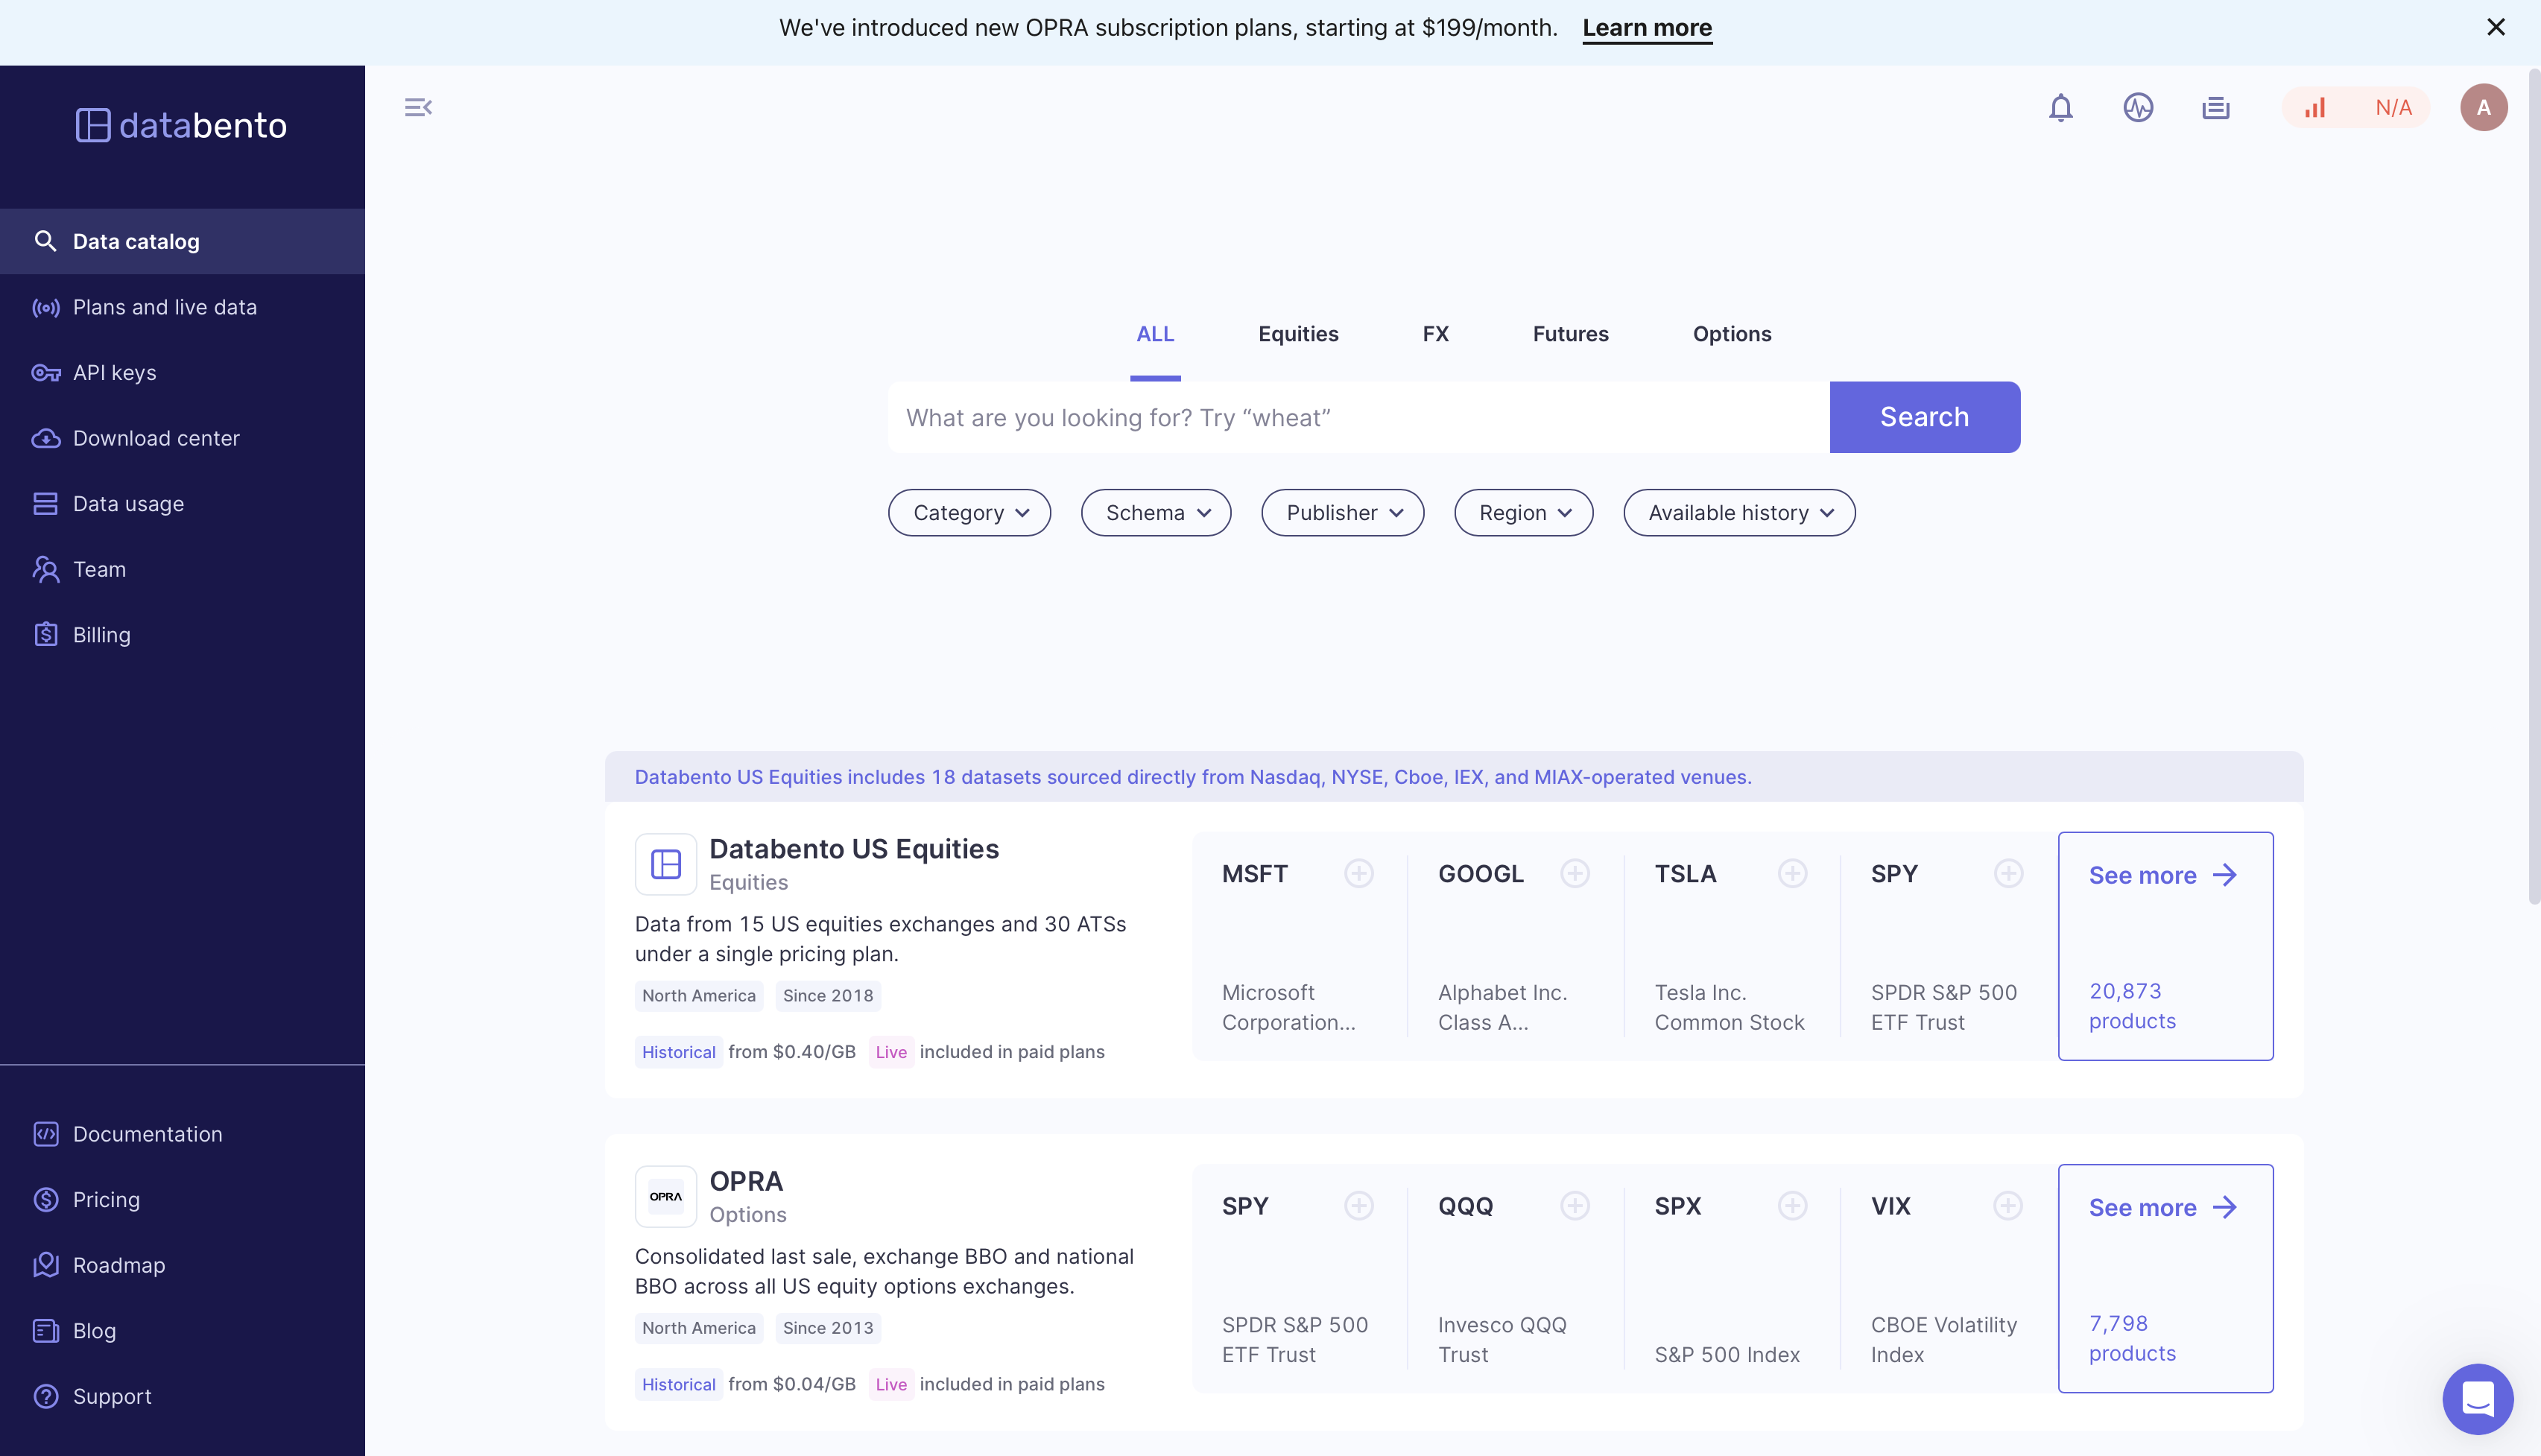 We've introduced new OPRA subscription plans, starting at $199/month. Learn more
databento
N/A
A
Data catalog
Plans and live data
API keys
Download center
Data usage
Team
Billing
Documentation
Pricing
Roadmap
Blog
Support
ALL Equities FX Futures Options
What are you looking for? Try “wheat”
Search
Category Schema Publisher Region Available history
Databento US Equities includes 18 datasets sourced directly from Nasdaq, NYSE, Cboe, IEX, and MIAX-operated venues.
Databento US Equities
Equities
Data from 15 US equities exchanges and 30 ATSs
under a single pricing plan.
North America Since 2018
Historical from $0.40/GB Live included in paid plans
MSFT
Microsoft
Corporation...
GOOGL
Alphabet Inc.
Class A...
TSLA
Tesla Inc.
Common Stock
SPY
SPDR S&P 500
ETF Trust
See more
20,873
products
OPRA
OPRA
Options
Consolidated last sale, exchange BBO and national
BBO across all US equity options exchanges.
North America Since 2013
Historical from $0.04/GB Live included in paid plans
SPY
SPDR S&P 500
ETF Trust
QQQ
Invesco QQQ
Trust
SPX
S&P 500 Index
VIX
CBOE Volatility
Index
See more
7,798
products